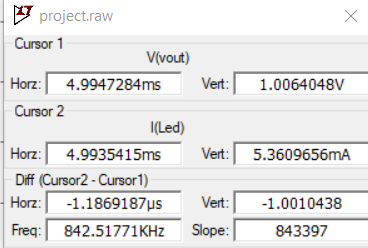 project.raw
Cursor 1
V(vout)
Horz: 4.9947284ms Vert: 1.0064048V
Cursor 2
I(Led)
Horz: 4.9935415ms Vert: 5.3609656mA
Diff (Cursor2 - Cursor1)
Horz: -1.1869187µs Vert: -1.0010438
Freq: 842.51771KHz Slope: 843397